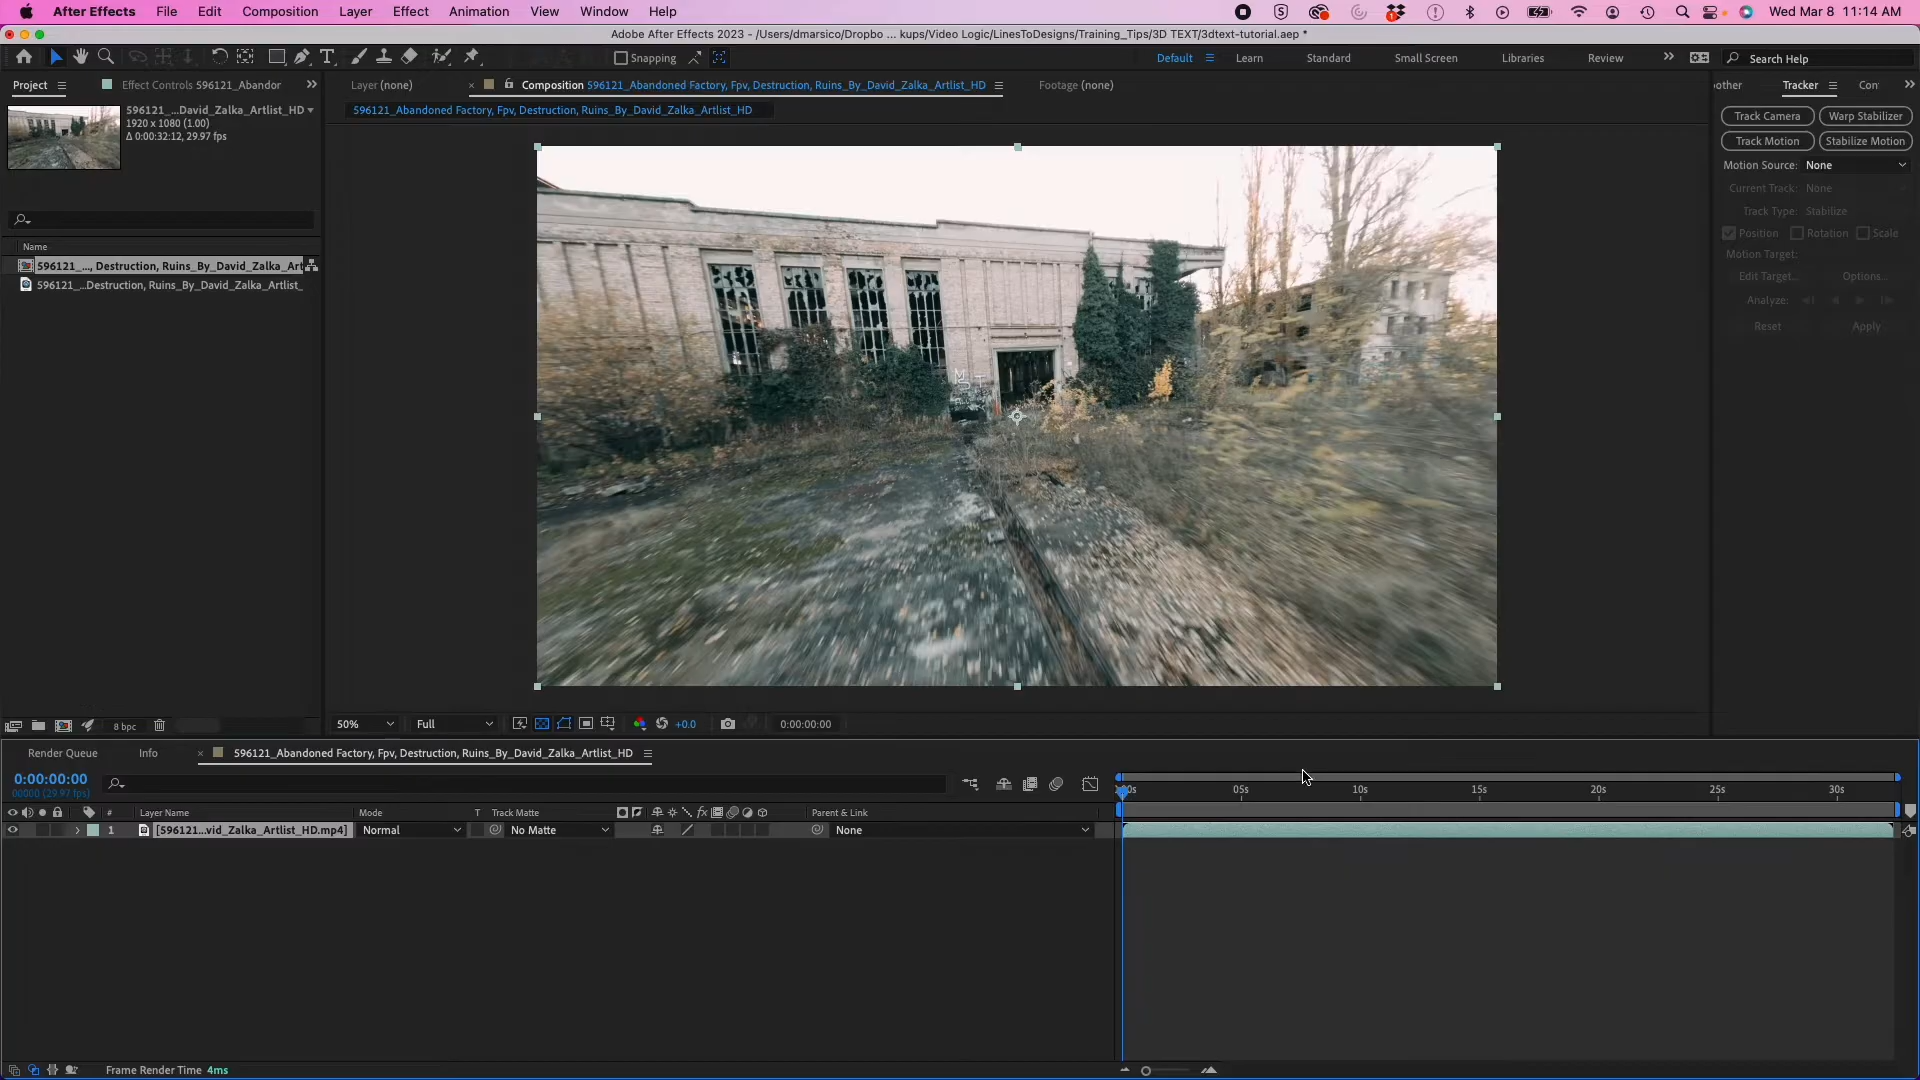 After Effects File Edit Composition Layer Effect Animation View Window Help Wed Mar 8 11:14 AM
Adobe After Effects 2023 - /Users/dmarsico/Dropbo ... kups/Video Logic/LinesToDesigns/Training_Tips/3D TEXT/3dtext-tutorial.aep *
Snapping Default Learn Standard Small Screen Libraries Review Search Help
Project Effect Controls 596121_Abandor Layer (none) Composition 596121_Abandoned Factory, Fpv, Destruction, Ruins_By_David_Zalka_Artlist_HD Footage (none) other Tracker Con
596121_...David_Zalka_Artlist_HD 596121_Abandoned Factory, Fpv, Destruction, Ruins_By_David_Zalka_Artlist_HD
1920 x 1080 (1.00)
Δ 0:00:32:12, 29.97 fps
Track Camera Warp Stabilizer
Track Motion Stabilize Motion
Motion Source: None
Current Track: None
Track Type: Stabilize
Position Rotation Scale
Motion Target:
Edit Target... Options...
Analyze:
Reset Apply
Name
596121_..., Destruction, Ruins_By_David_Zalka_Art
596121_...Destruction, Ruins_By_David_Zalka_Artlist_
8 bpc 50% Full +0.0 0:00:00:00
Render Queue Info 596121_Abandoned Factory, Fpv, Destruction, Ruins_By_David_Zalka_Artlist_HD
0:00:00:00
00000 (29.97 fps)
05s 10s 15s 20s 25s 30s
# Layer Name Mode T Track Matte fx Parent & Link
1 [596121...vid_Zalka_Artlist_HD.mp4] Normal No Matte None
Frame Render Time 4ms